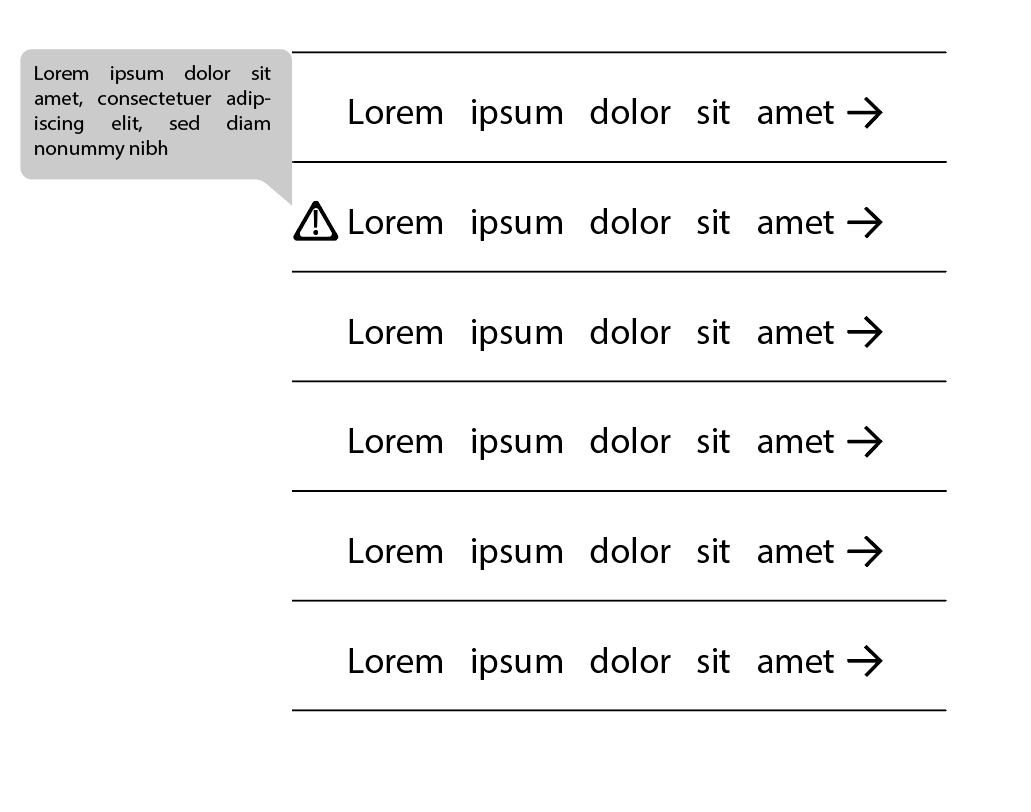 Lorem ipsum dolor sit
amet, consectetuer adip-
iscing elit, sed diam
nonummy nibh
Lorem ipsum dolor sit amet →
Lorem ipsum dolor sit amet →
Lorem ipsum dolor sit amet →
Lorem ipsum dolor sit amet →
Lorem ipsum dolor sit amet →
Lorem ipsum dolor sit amet →